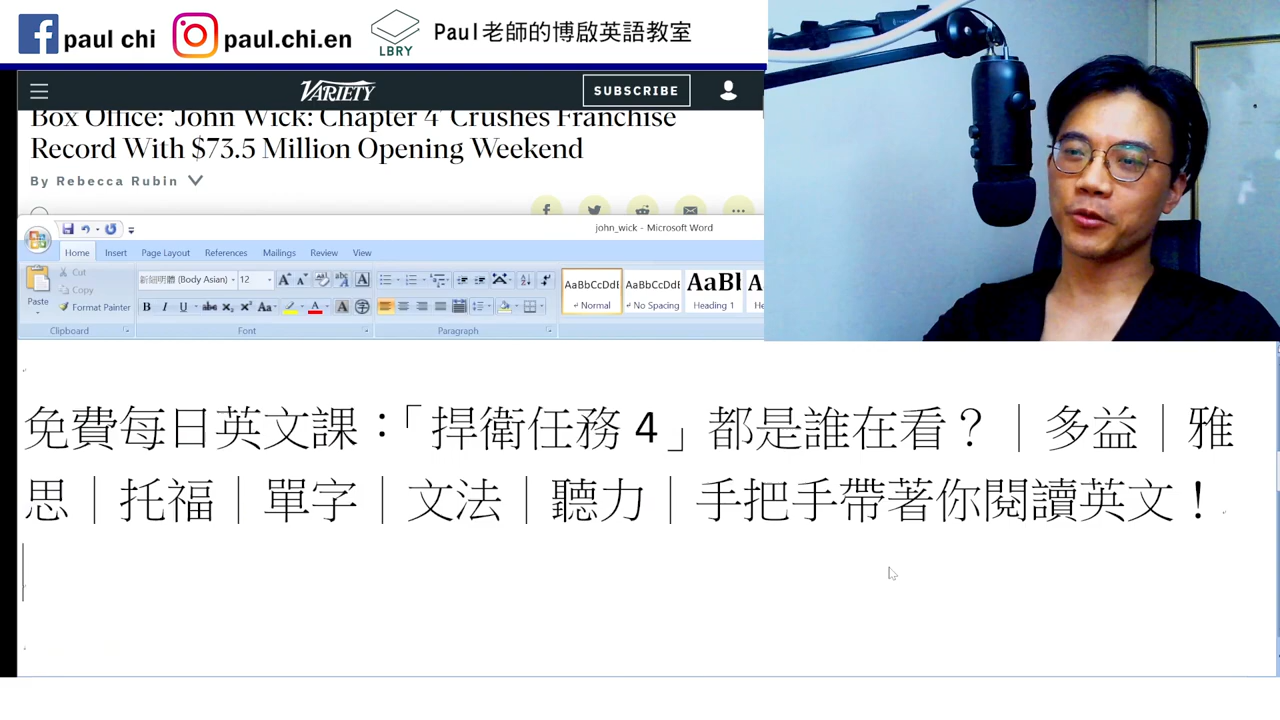 paul chi
paul.chi.en
LBRY
Paul老師的博啟英語教室
VARIETY
SUBSCRIBE
Box Office: 'John Wick: Chapter 4' Crushes Franchise
Record With $73.5 Million Opening Weekend
By Rebecca Rubin
john_wick - Microsoft Word
Home Insert Page Layout References Mailings Review View
Paste
Cut
Copy
Format Painter
新細明體 (Body Asian) 12
AaBbCcDdE AaBbCcDdE AaBl
Normal No Spacing Heading 1
Clipboard Font Paragraph
免費每日英文課：「捍衛任務 4」都是誰在看？｜多益｜雅
思｜托福｜單字｜文法｜聽力｜手把手帶著你閱讀英文！